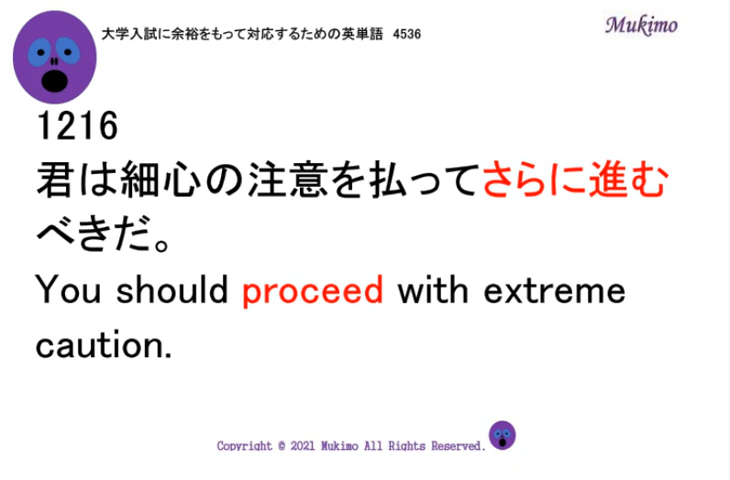 大学入試に余裕をもって対応するための英単語 4536
Mukimo
1216
君は細心の注意を払ってさらに進む
べきだ。
You should proceed with extreme
caution.
Copyright © 2021 Mukimo All Rights Reserved.